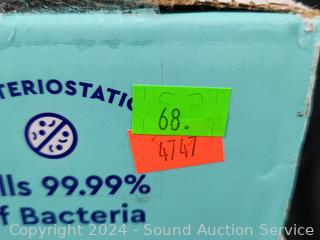 TERIOSTATIC
68.
4747
lls 99.99%
f Bacteria
Copyright 2024 - Sound Auction Service